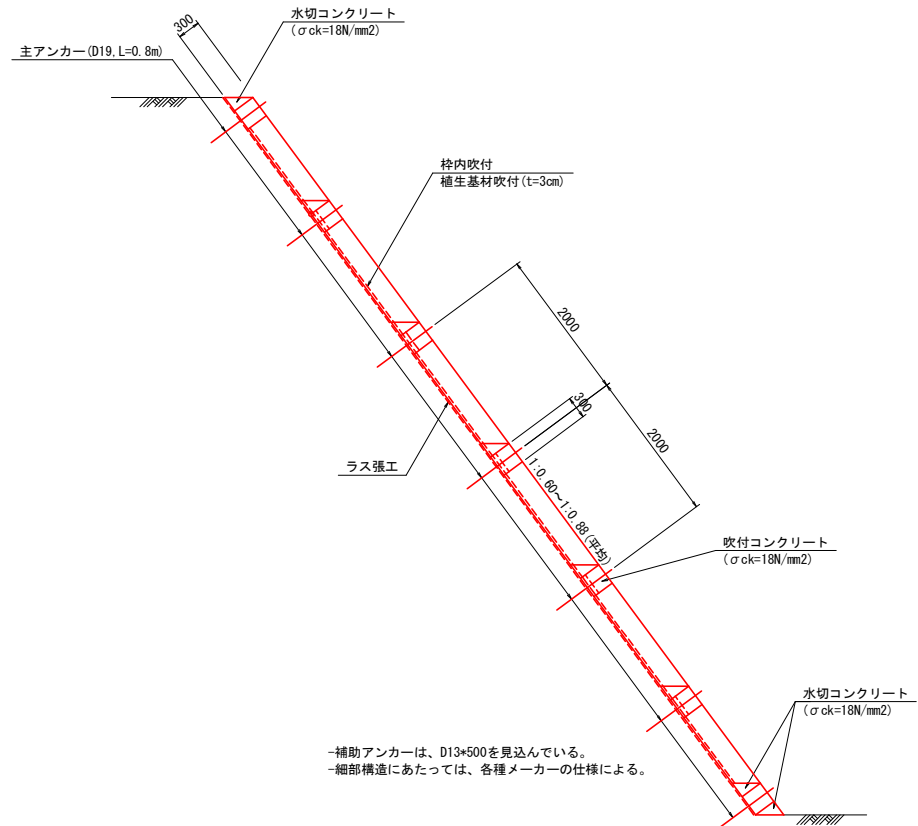 水切コンクリート
(σck=18N/mm2)
300
主アンカー(D19,L=0.8m)
枠内吹付
植生基材吹付(t=3cm)
2000
300
2000
ラス張工
1:0.60～1:0.88(平均)
吹付コンクリート
(σck=18N/mm2)
水切コンクリート
(σck=18N/mm2)
-補助アンカーは、D13*500を見込んでいる。
-細部構造にあたっては、各種メーカーの仕様による。